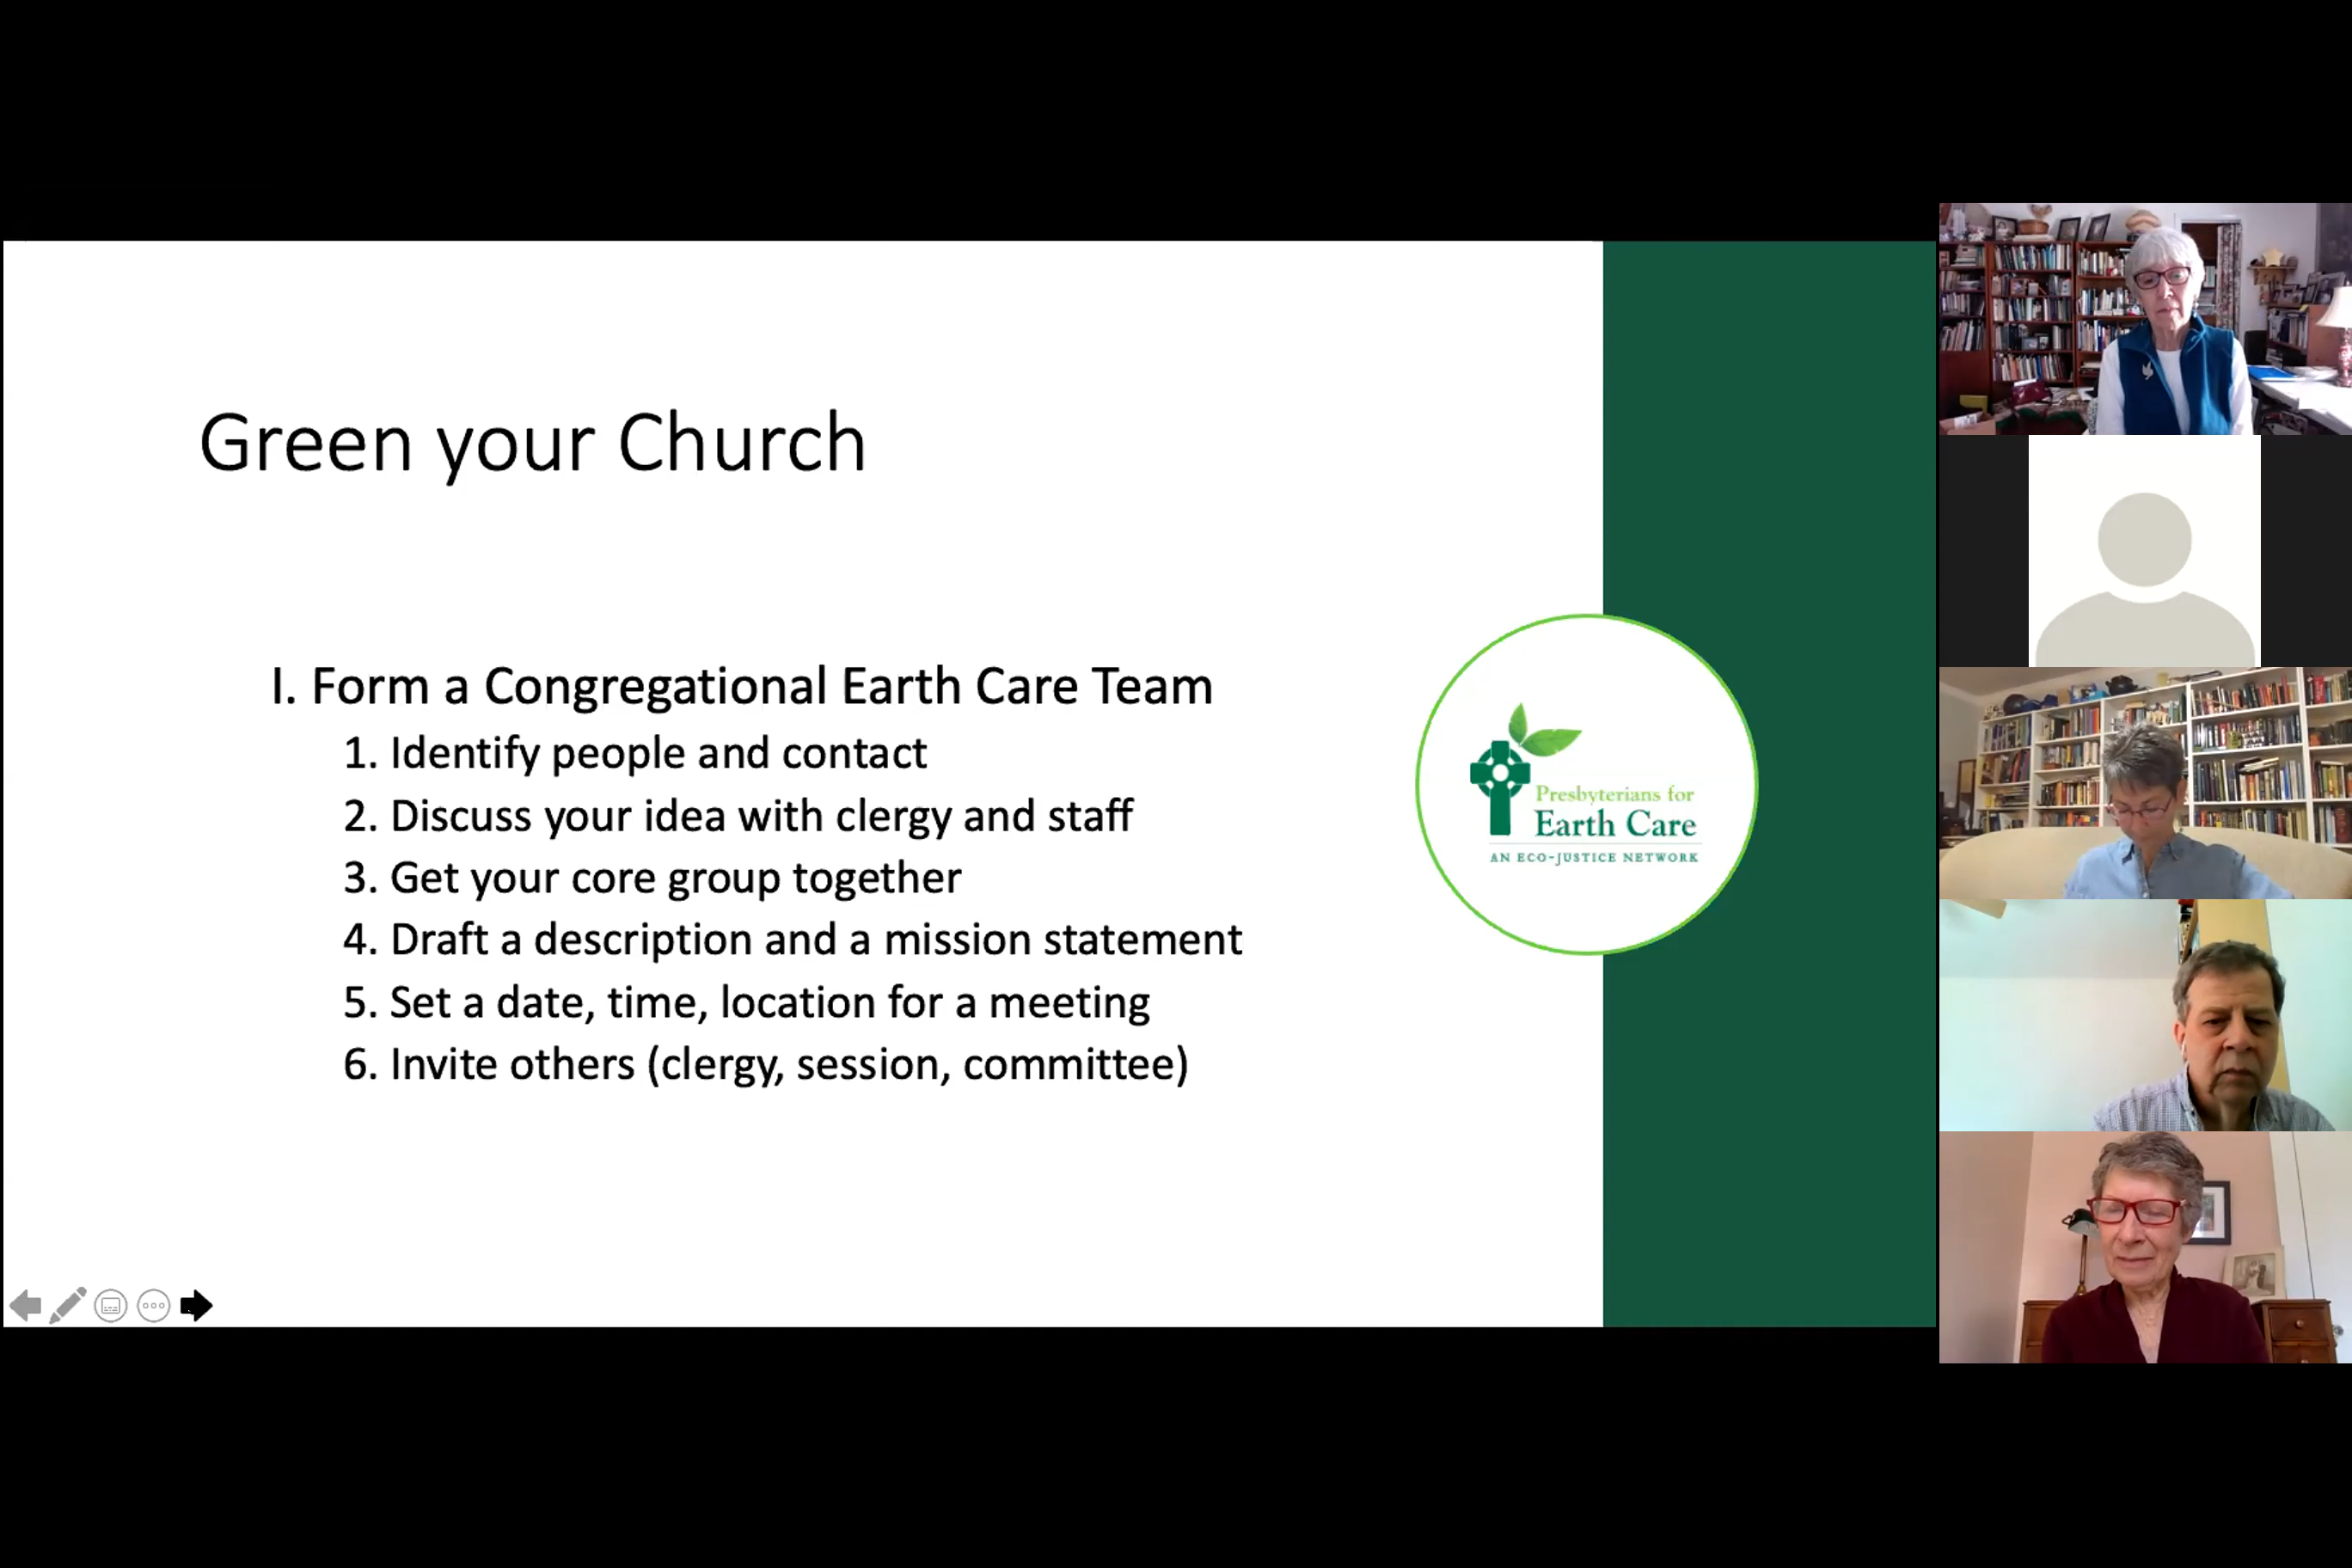 Green your Church
I. Form a Congregational Earth Care Team
1. Identify people and contact
2. Discuss your idea with clergy and staff
3. Get your core group together
4. Draft a description and a mission statement
5. Set a date, time, location for a meeting
6. Invite others (clergy, session, committee)
Presbyterians for
Earth Care
AN ECO-JUSTICE NETWORK